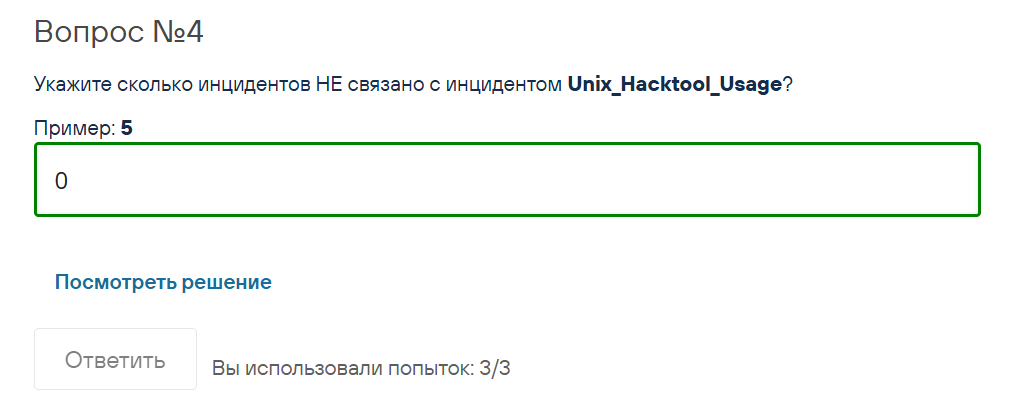 Вопрос №4
Укажите сколько инцидентов НЕ связано с инцидентом Unix_Hacktool_Usage?
Пример: 5
0
Посмотреть решение
Ответить
Вы использовали попыток: 3/3